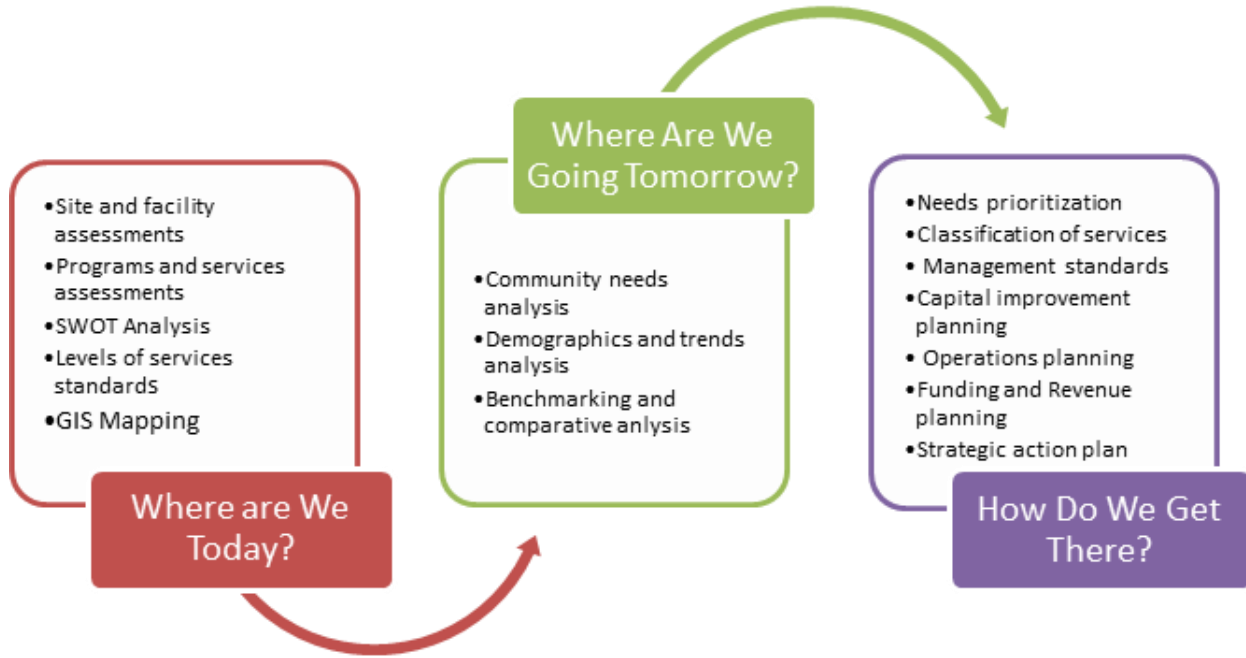 •Site and facility
assessments
•Programs and services
assessments
•SWOT Analysis
•Levels of services
standards
•GIS Mapping
Where are We
Today?
Where Are We
Going Tomorrow?
•Community needs
analysis
•Demographics and trends
analysis
•Benchmarking and
comparative anlysis
•Needs prioritization
•Classification of services
• Management standards
•Capital improvement
planning
• Operations planning
•Funding and Revenue
planning
•Strategic action plan
How Do We Get
There?